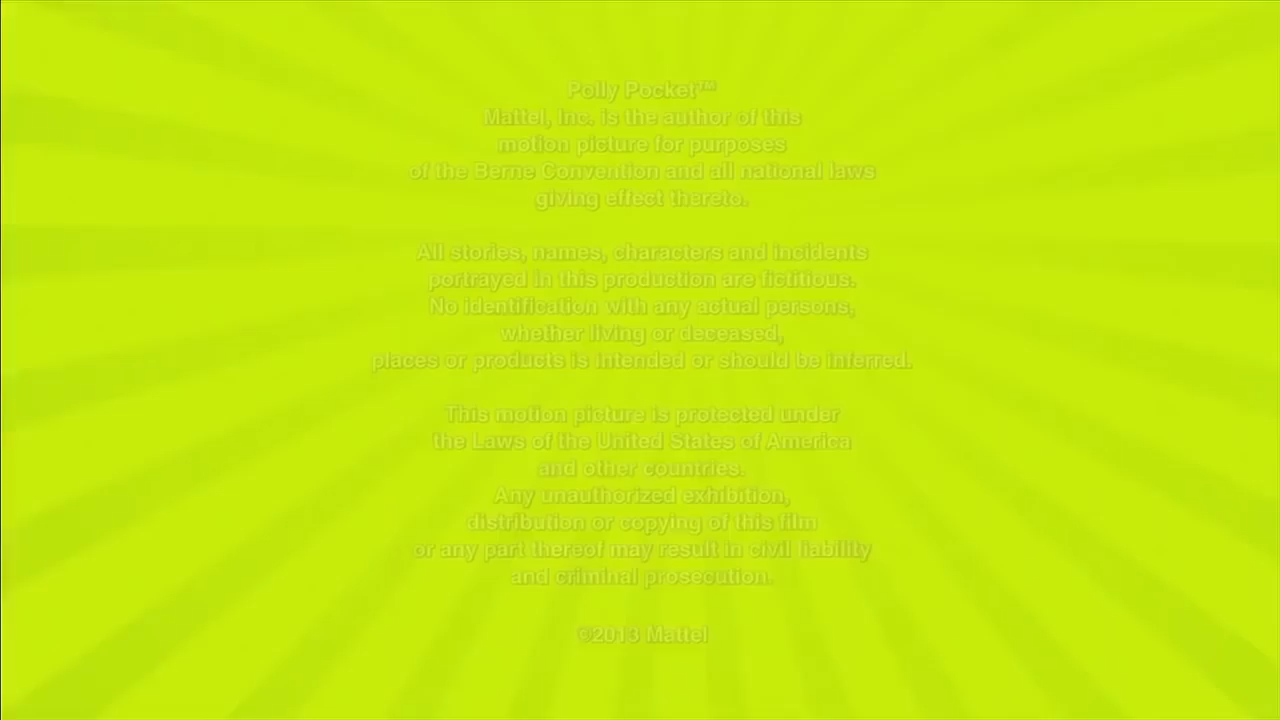 Polly Pocket™
Mattel, Inc. is the author of this
motion picture for purposes
of the Berne Convention and all national laws
giving effect thereto.
All stories, names, characters and incidents
portrayed in this production are fictitious.
No identification with any actual persons,
whether living or deceased,
places or products is intended or should be inferred.
This motion picture is protected under
the Laws of the United States of America
and other countries.
Any unauthorized exhibition,
distribution or copying of this film
or any part thereof may result in civil liability
and criminal prosecution.
©2013 Mattel